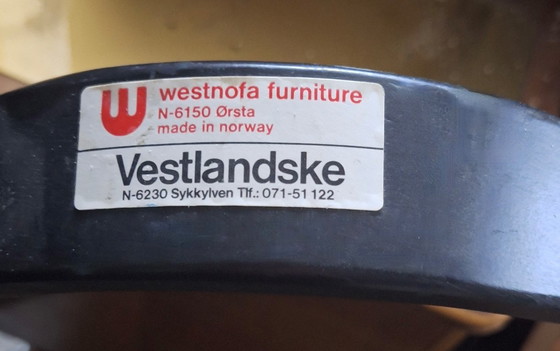 westnofa furniture
N-6150 Ørsta
made in norway
Vestlandske
N-6230 Sykkylven Tlf.: 071-51 122